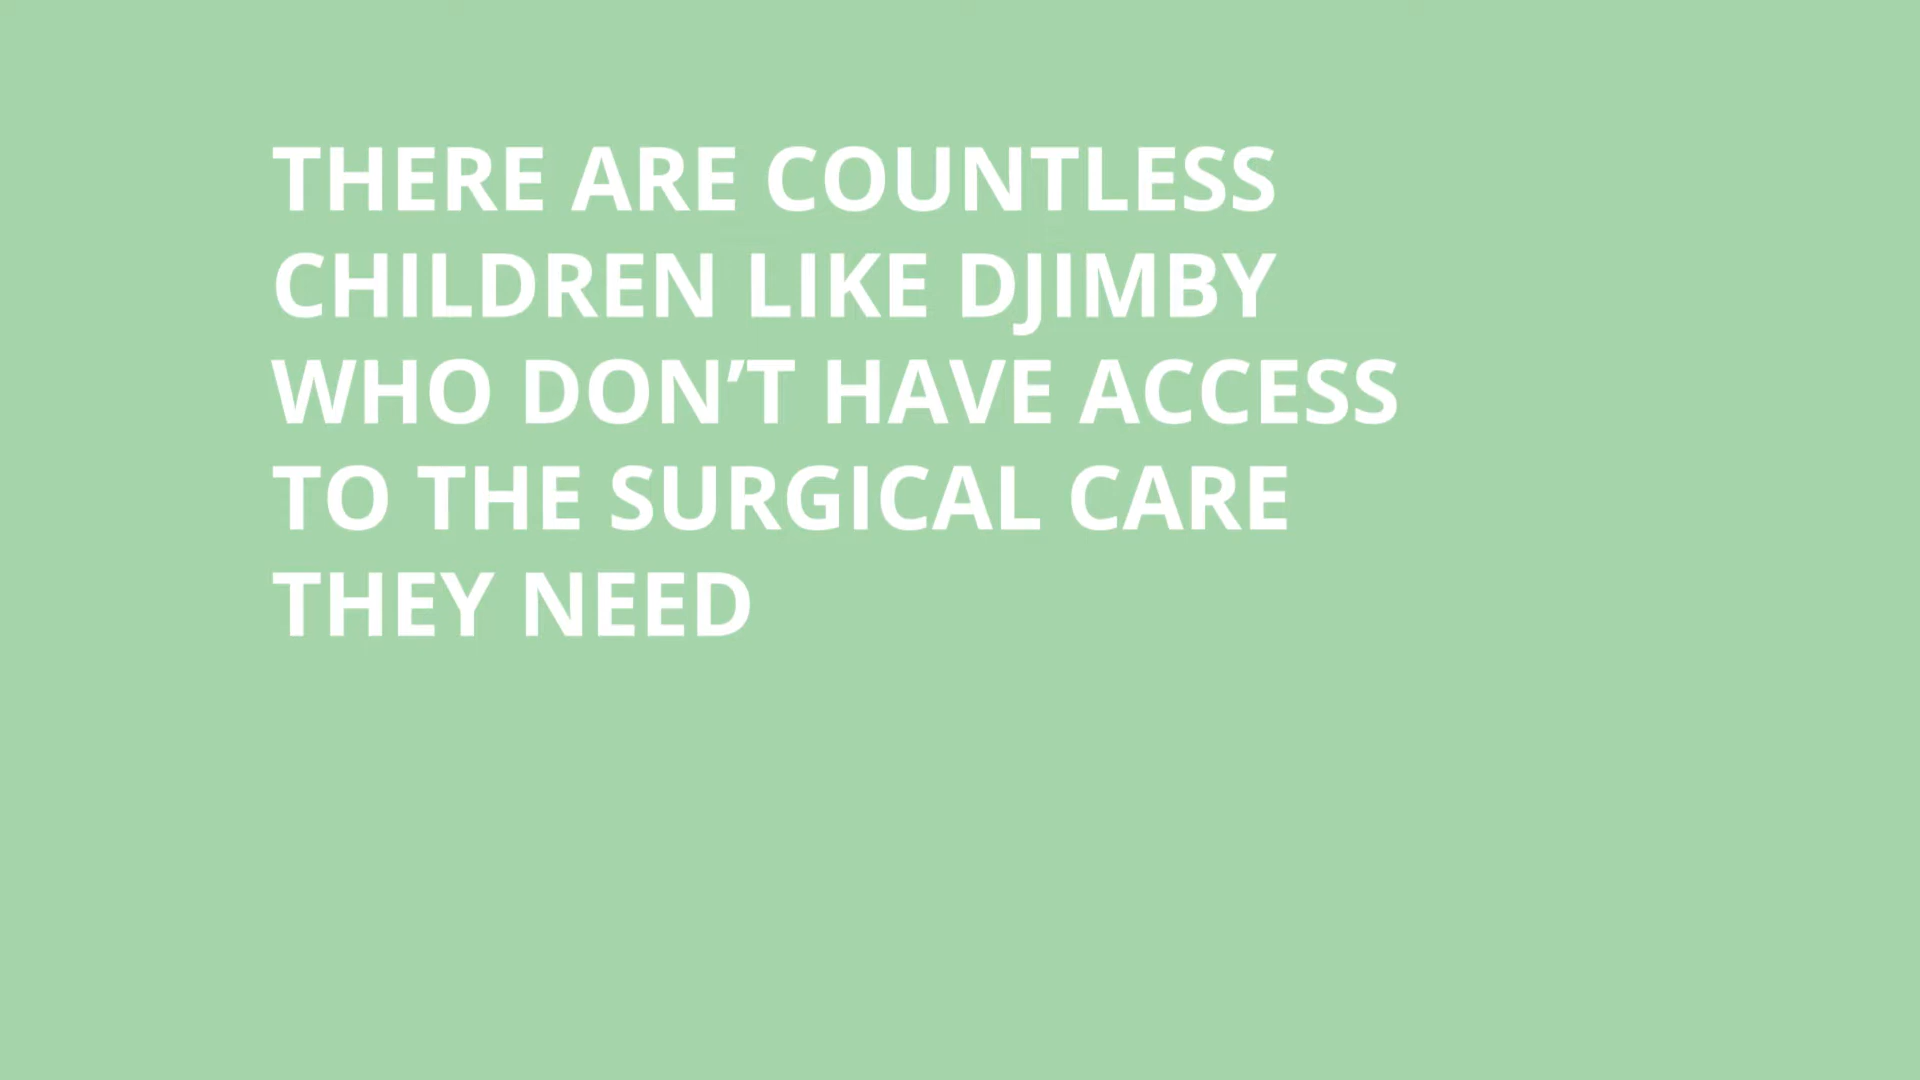 THERE ARE COUNTLESS
CHILDREN LIKE DJIMBY
WHO DON’T HAVE ACCESS
TO THE SURGICAL CARE
THEY NEED